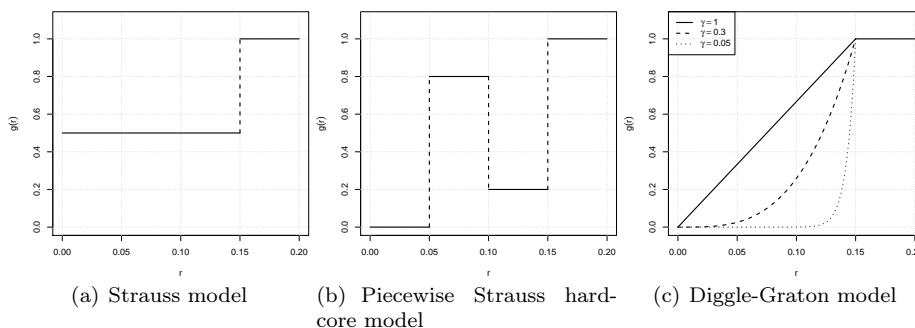 g(r)
1.0
0.8
0.6
0.4
0.2
0.0
0.00 0.05 0.10 0.15 0.20
r
(a) Strauss model
g(r)
1.0
0.8
0.6
0.4
0.2
0.0
0.00 0.05 0.10 0.15 0.20
r
(b) Piecewise Strauss hard-
core model
γ = 1
γ = 0.3
γ = 0.05
g(r)
1.0
0.8
0.6
0.4
0.2
0.0
0.00 0.05 0.10 0.15 0.20
r
(c) Diggle-Graton model